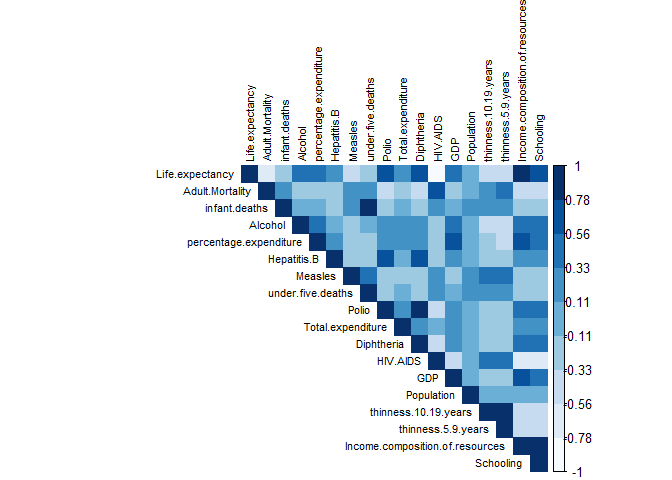 Life.expectancy
Adult.Mortality
infant.deaths
Alcohol
percentage.expenditure
Hepatitis.B
Measles
under.five.deaths
Polio
Total.expenditure
Diphtheria
HIV.AIDS
GDP
Population
thinness.10.19.years
thinness.5.9.years
Income.composition.of.resources
Schooling
Life.expectancy
Adult.Mortality
infant.deaths
Alcohol
percentage.expenditure
Hepatitis.B
Measles
under.five.deaths
Polio
Total.expenditure
Diphtheria
HIV.AIDS
GDP
Population
thinness.10.19.years
thinness.5.9.years
Income.composition.of.resources
Schooling
1
0.78
0.56
0.33
0.11
-0.11
-0.33
-0.56
-0.78
-1